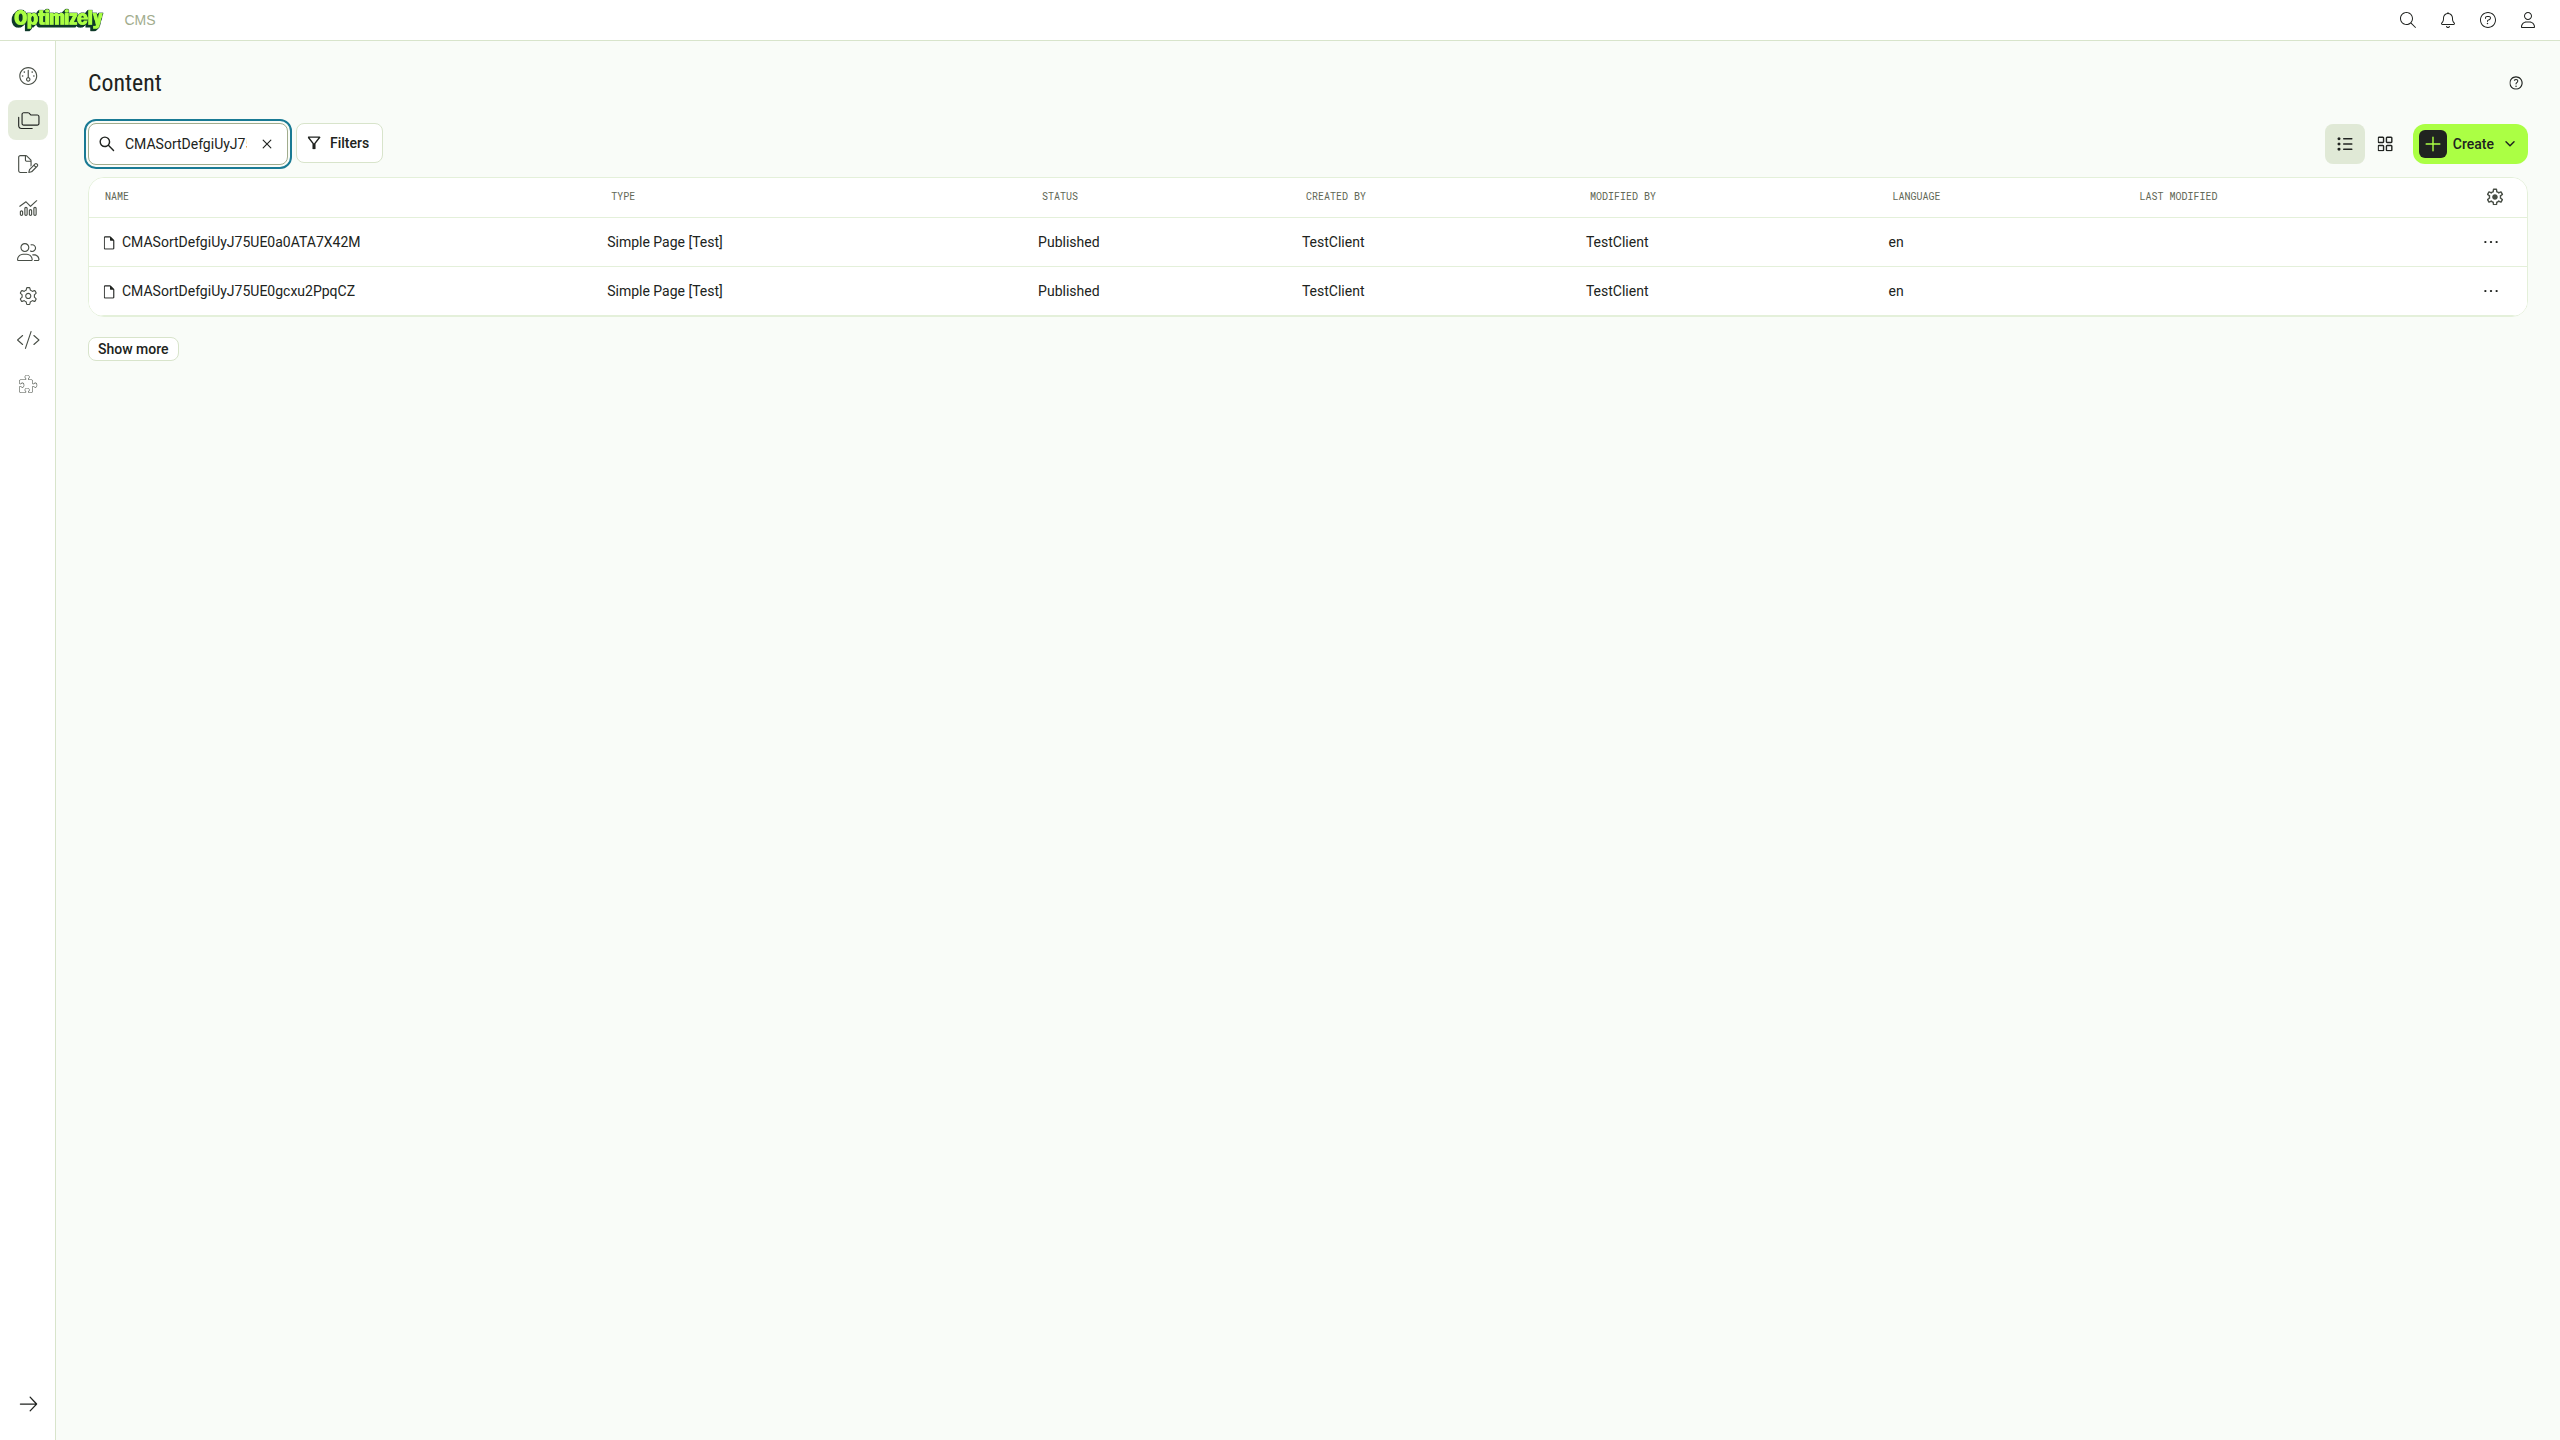 Optimizely CMS
Content
CMASortDefgiUyJ7 Filters Create
NAME TYPE STATUS CREATED BY MODIFIED BY LANGUAGE LAST MODIFIED
CMASortDefgiUyJ75UE0a0ATA7X42M Simple Page [Test] Published TestClient TestClient en
CMASortDefgiUyJ75UE0gcxu2PpqCZ Simple Page [Test] Published TestClient TestClient en
Show more